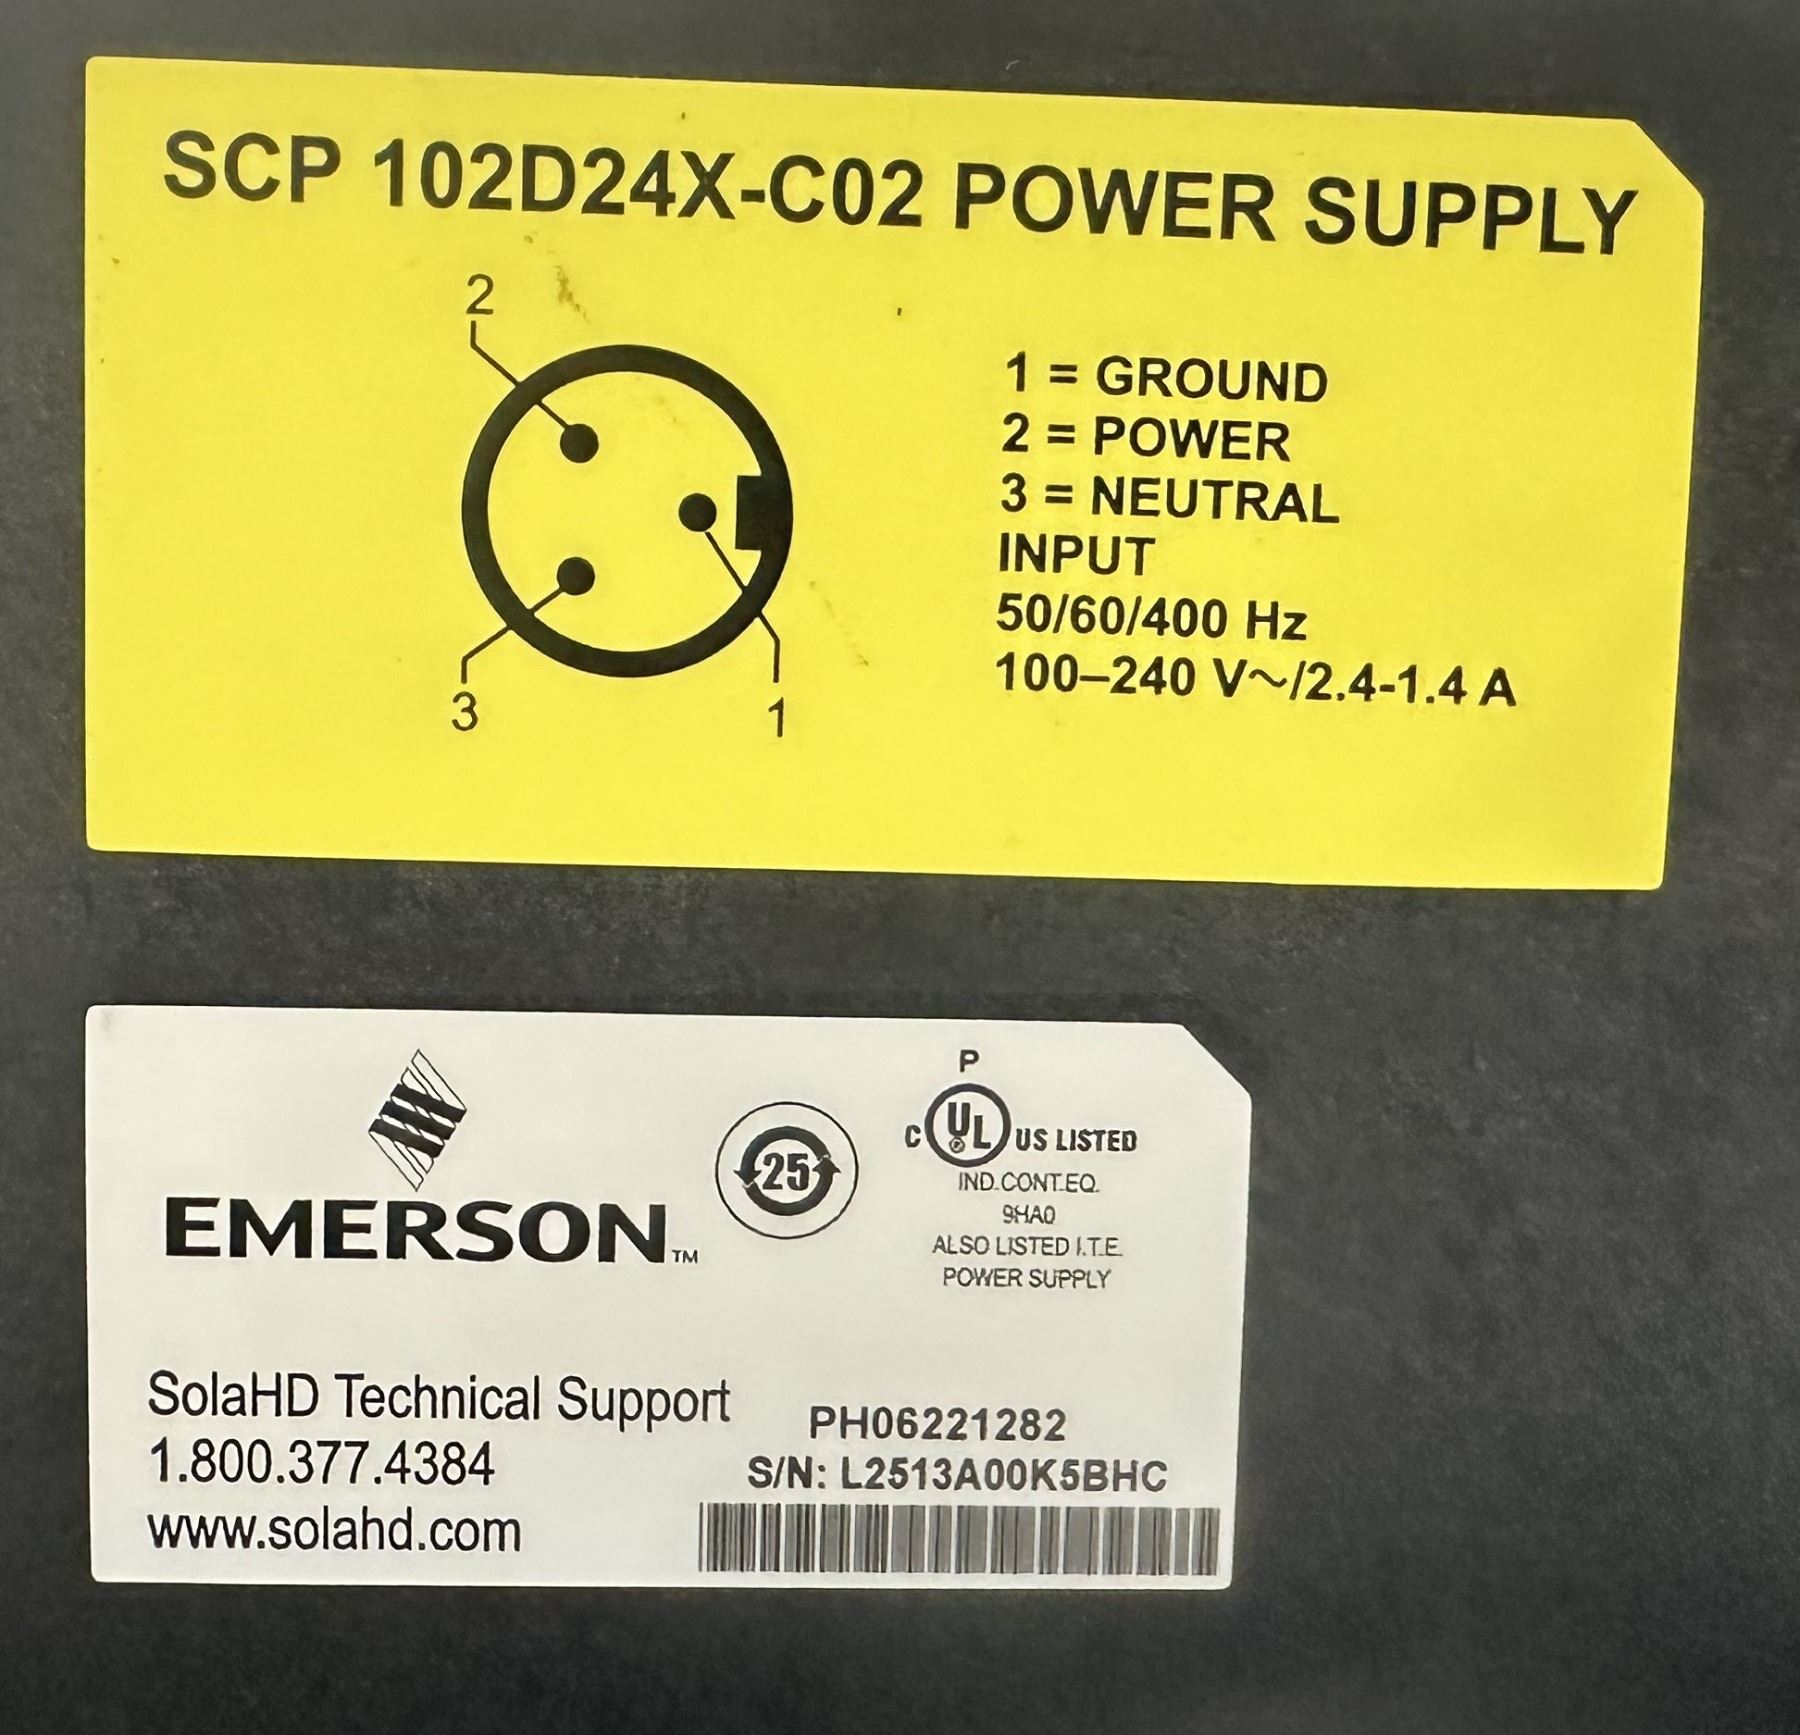 SCP 102D24X-C02 POWER SUPPLY
2
3
1
1 = GROUND
2 = POWER
3 = NEUTRAL
INPUT
50/60/400 Hz
100–240 V~/2.4-1.4 A
EMERSON™
25
P
c UL® US LISTED
IND.CONT.EQ.
9HA0
ALSO LISTED I.T.E.
POWER SUPPLY
SolaHD Technical Support
1.800.377.4384
www.solahd.com
PH06221282
S/N: L2513A00K5BHC